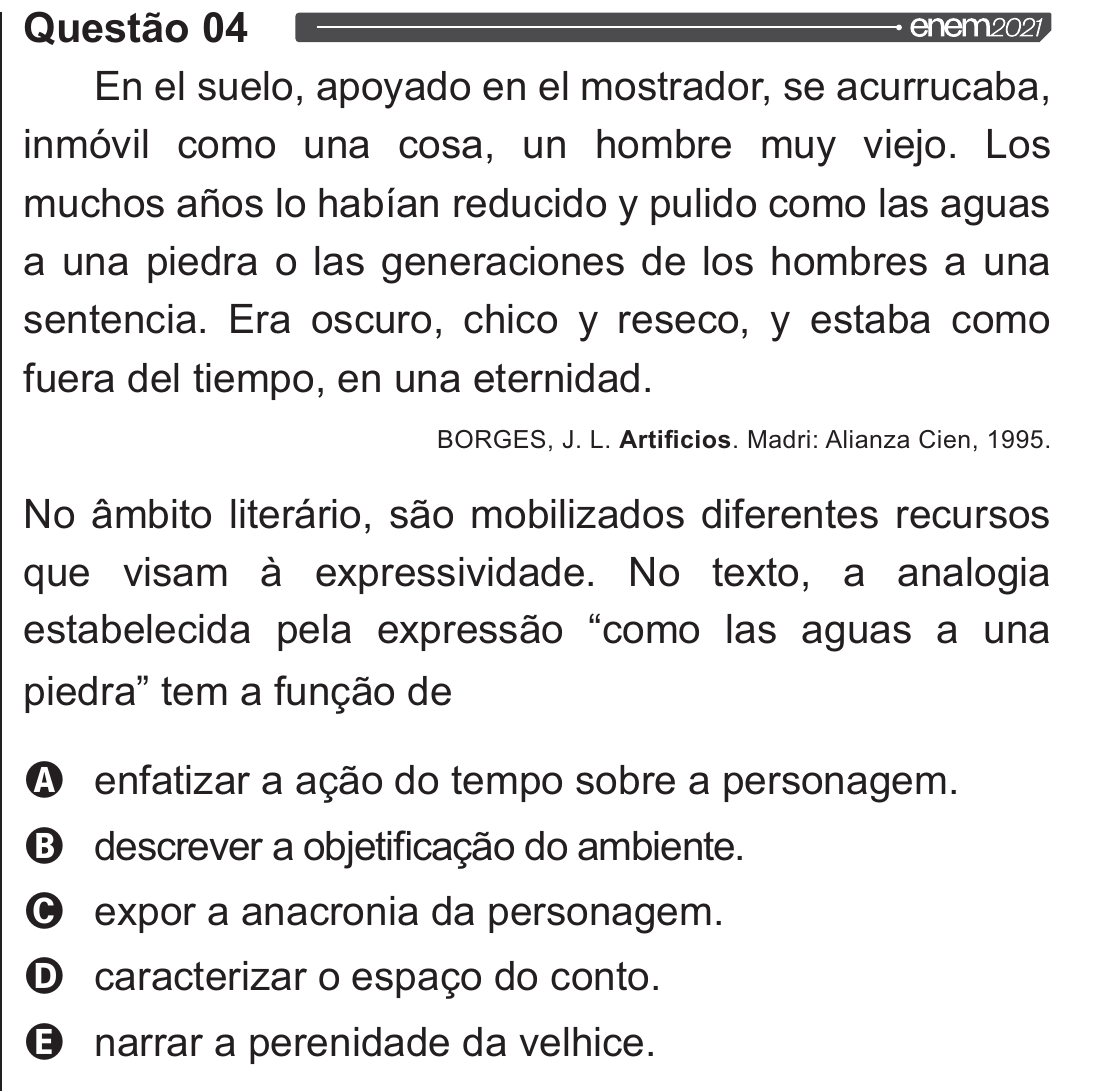 Questão 04
enem2021
En el suelo, apoyado en el mostrador, se acurrucaba,
inmóvil como una cosa, un hombre muy viejo. Los
muchos años lo habían reducido y pulido como las aguas
a una piedra o las generaciones de los hombres a una
sentencia. Era oscuro, chico y reseco, y estaba como
fuera del tiempo, en una eternidad.
BORGES, J. L. Artificios. Madri: Alianza Cien, 1995.
No âmbito literário, são mobilizados diferentes recursos
que visam à expressividade. No texto, a analogia
estabelecida pela expressão “como las aguas a una
piedra” tem a função de
A enfatizar a ação do tempo sobre a personagem.
B descrever a objetificação do ambiente.
C expor a anacronia da personagem.
D caracterizar o espaço do conto.
E narrar a perenidade da velhice.